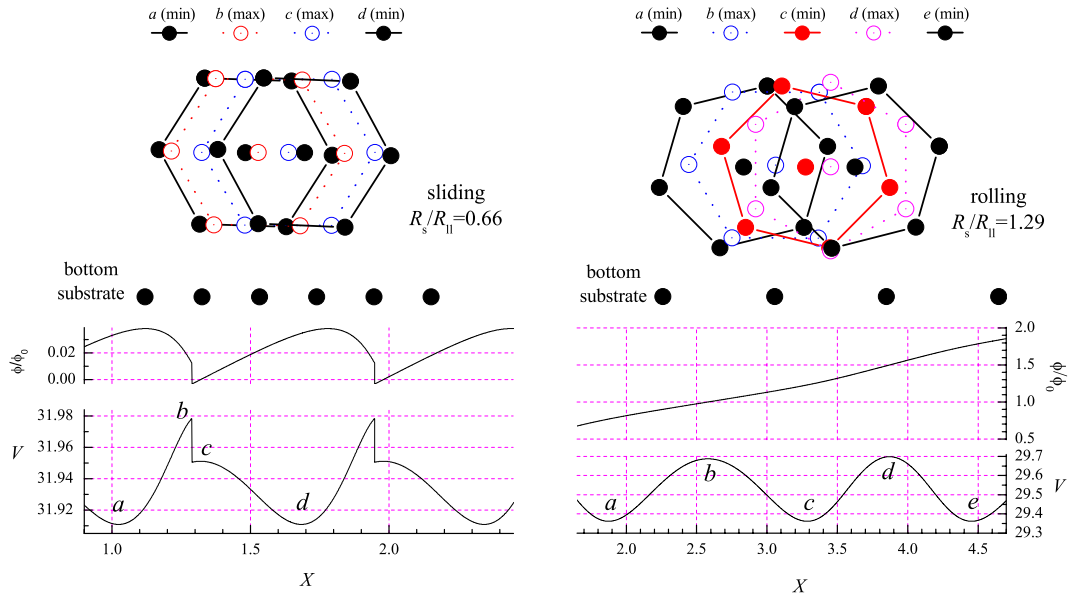 a (min) b (max) c (max) d (min)
sliding
Rs/Rll=0.66
bottom
substrate
ϕ/ϕ0
0.02
0.00
31.98
31.96
31.94
31.92
V
a
b
c
d
1.0 1.5 2.0
X
a (min) b (max) c (min) d (max) e (min)
rolling
Rs/Rll=1.29
bottom
substrate
2.0
1.5
1.0
0.5
ϕ/ϕ0
29.7
29.6
29.5
29.4
29.3
V
a
b
c
d
e
2.0 2.5 3.0 3.5 4.0 4.5
X